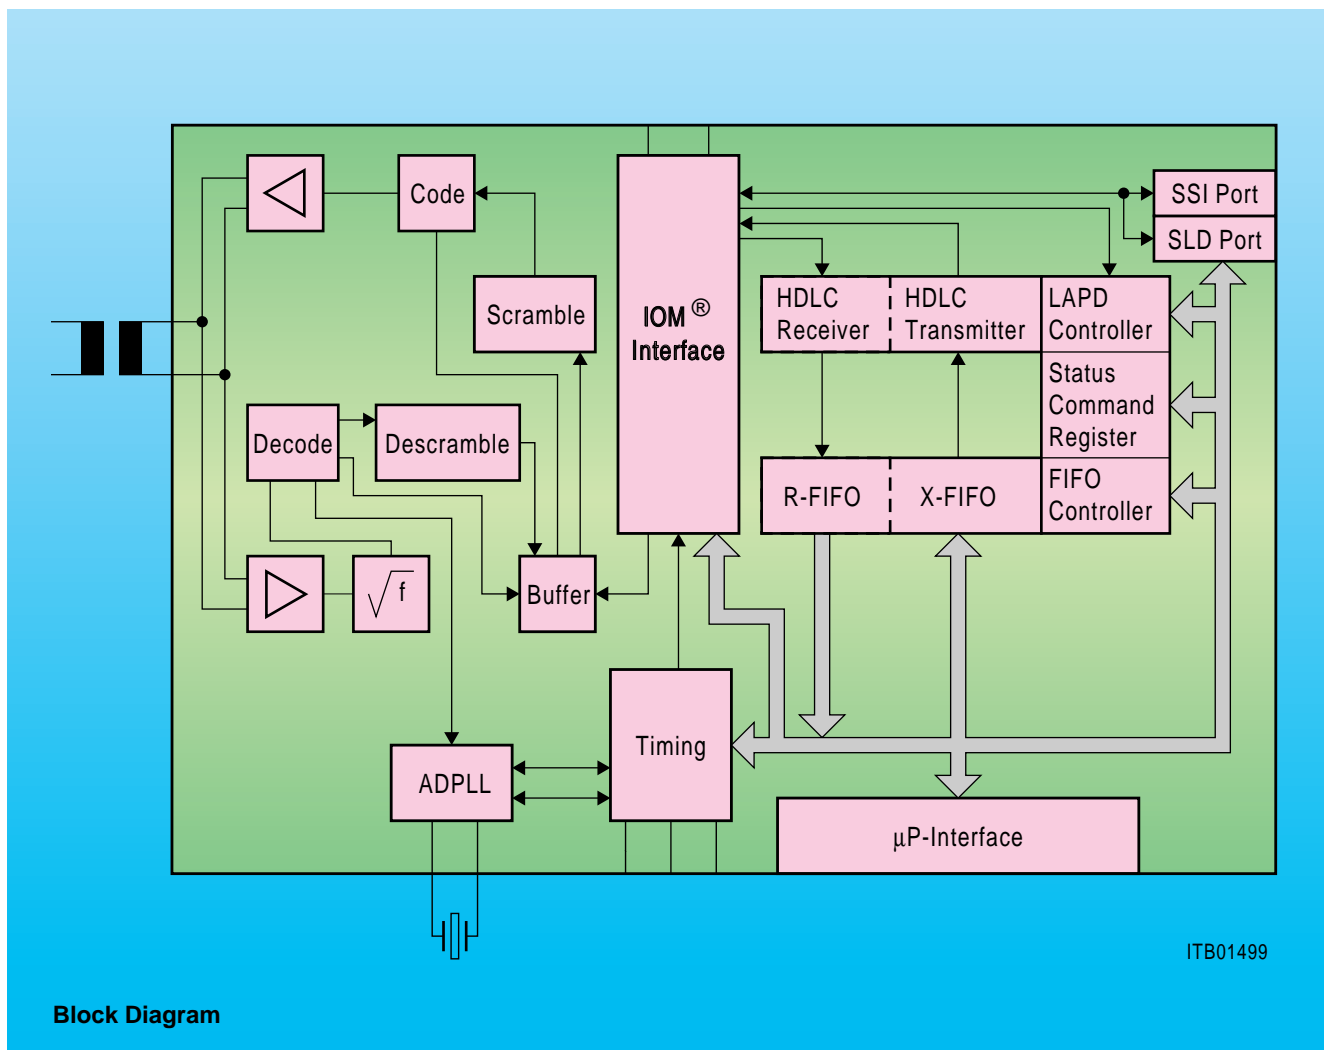 Code
SSI Port
SLD Port
Scramble
IOM ®
Interface
HDLC
Receiver
HDLC
Transmitter
LAPD
Controller
Status
Command
Register
Decode
Descramble
R-FIFO
X-FIFO
FIFO
Controller
√f
Buffer
Timing
ADPLL
µP-Interface
ITB01499
Block Diagram